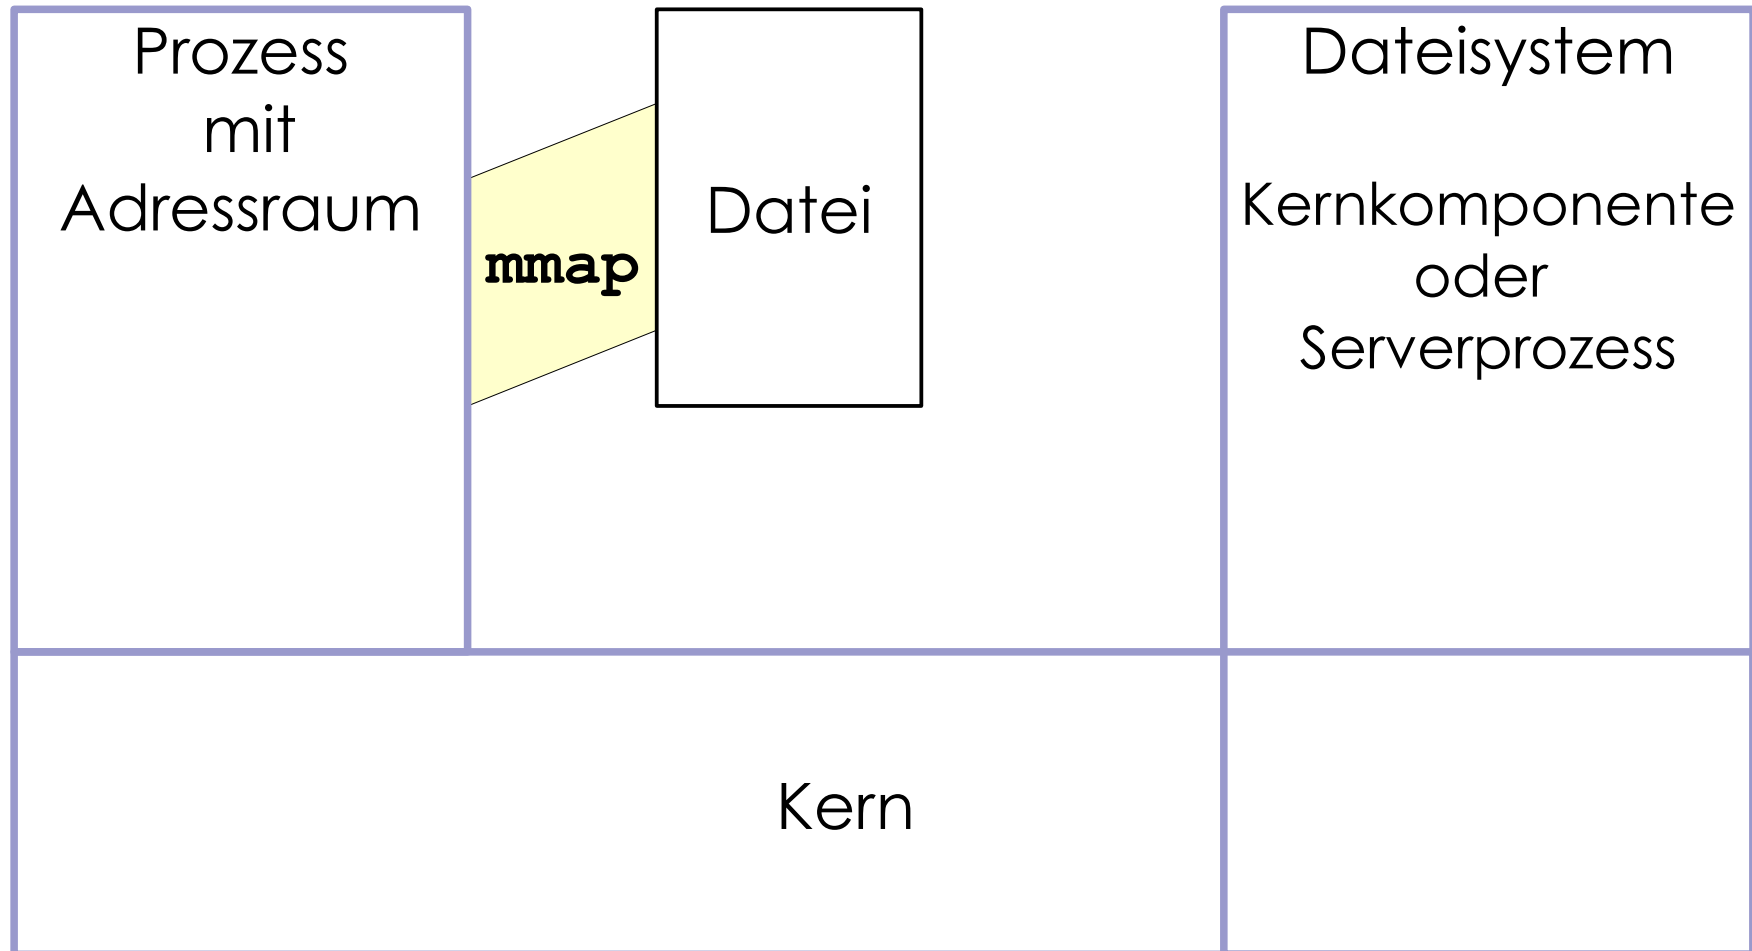 Prozess
mit
Adressraum
mmap
Datei
Dateisystem
Kernkomponente
oder
Serverprozess
Kern